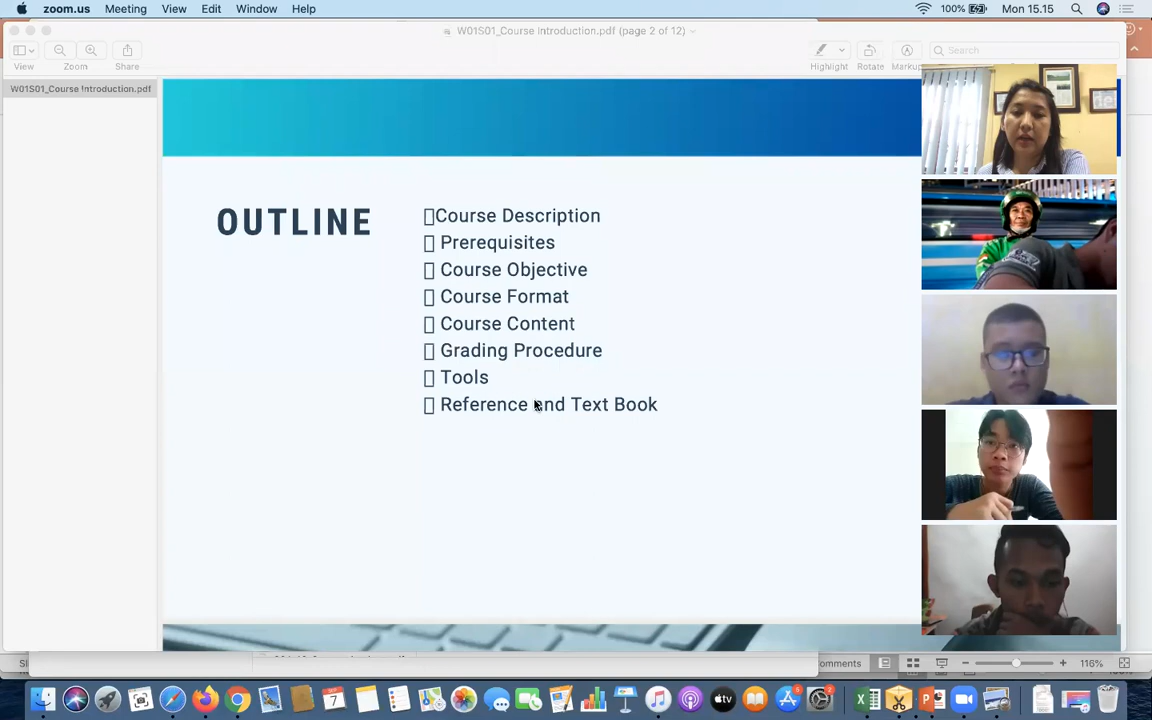 zoom.us Meeting View Edit Window Help 100% Mon 15.15
W01S01_Course Introduction.pdf (page 2 of 12)
View Zoom Share Highlight Rotate Markup Search
W01S01_Course Introduction.pdf
OUTLINE
Course Description
Prerequisites
Course Objective
Course Format
Course Content
Grading Procedure
Tools
Reference and Text Book
omments 116%